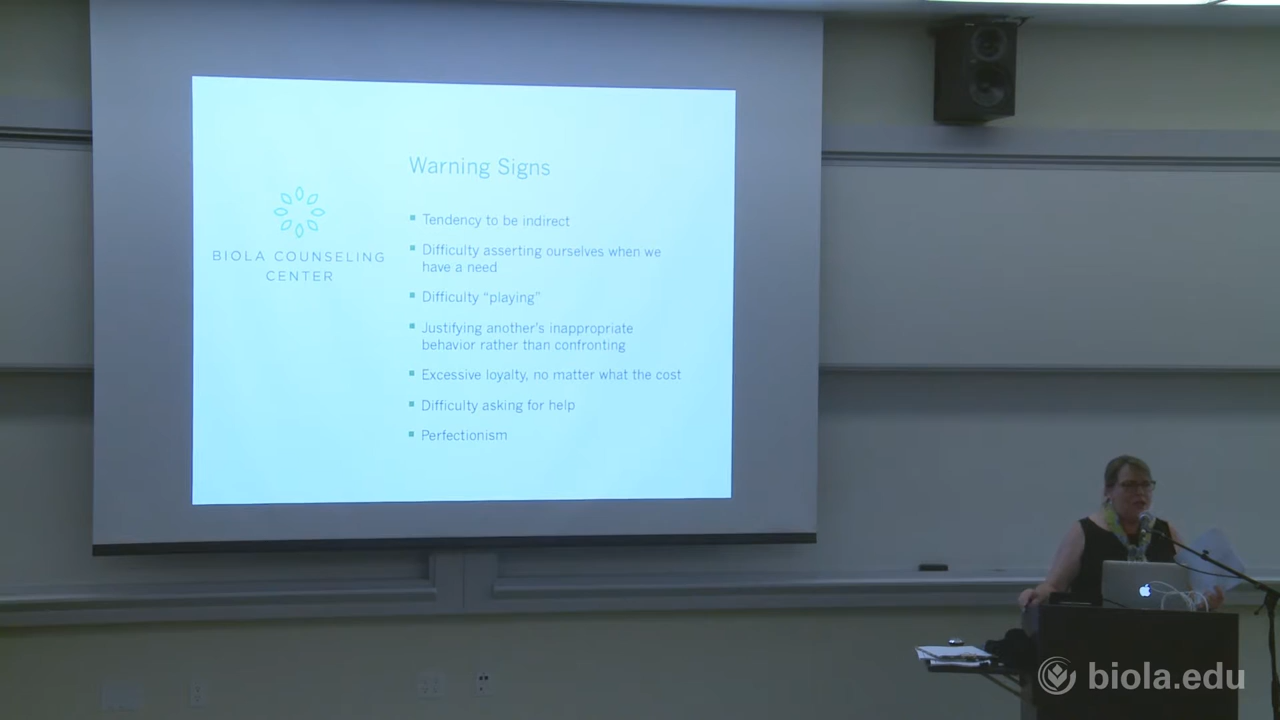 Warning Signs
BIOLA COUNSELING
CENTER
▪ Tendency to be indirect
▪ Difficulty asserting ourselves when we
have a need
▪ Difficulty “playing”
▪ Justifying another's inappropriate
behavior rather than confronting
▪ Excessive loyalty, no matter what the cost
▪ Difficulty asking for help
▪ Perfectionism
biola.edu